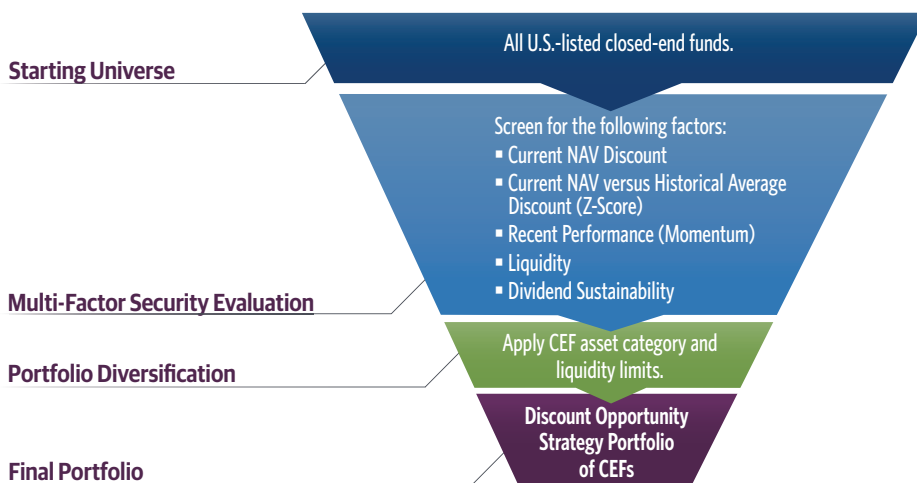 All U.S.-listed closed-end funds.
Starting Universe
Screen for the following factors:
▪ Current NAV Discount
▪ Current NAV versus Historical Average
Discount (Z-Score)
▪ Recent Performance (Momentum)
▪ Liquidity
▪ Dividend Sustainability
Multi-Factor Security Evaluation
Apply CEF asset category and
liquidity limits.
Portfolio Diversification
Discount Opportunity
Strategy Portfolio
of CEFs
Final Portfolio